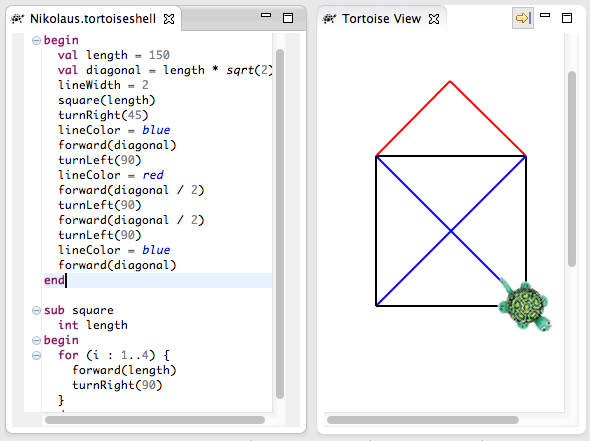 Nikolaus.tortoiseshell
begin
val length = 150
val diagonal = length * sqrt(2)
lineWidth = 2
square(length)
turnRight(45)
lineColor = blue
forward(diagonal)
turnLeft(90)
lineColor = red
forward(diagonal / 2)
turnLeft(90)
forward(diagonal / 2)
turnLeft(90)
lineColor = blue
forward(diagonal)
end
sub square
int length
begin
for (i : 1..4) {
forward(length)
turnRight(90)
}
Tortoise View